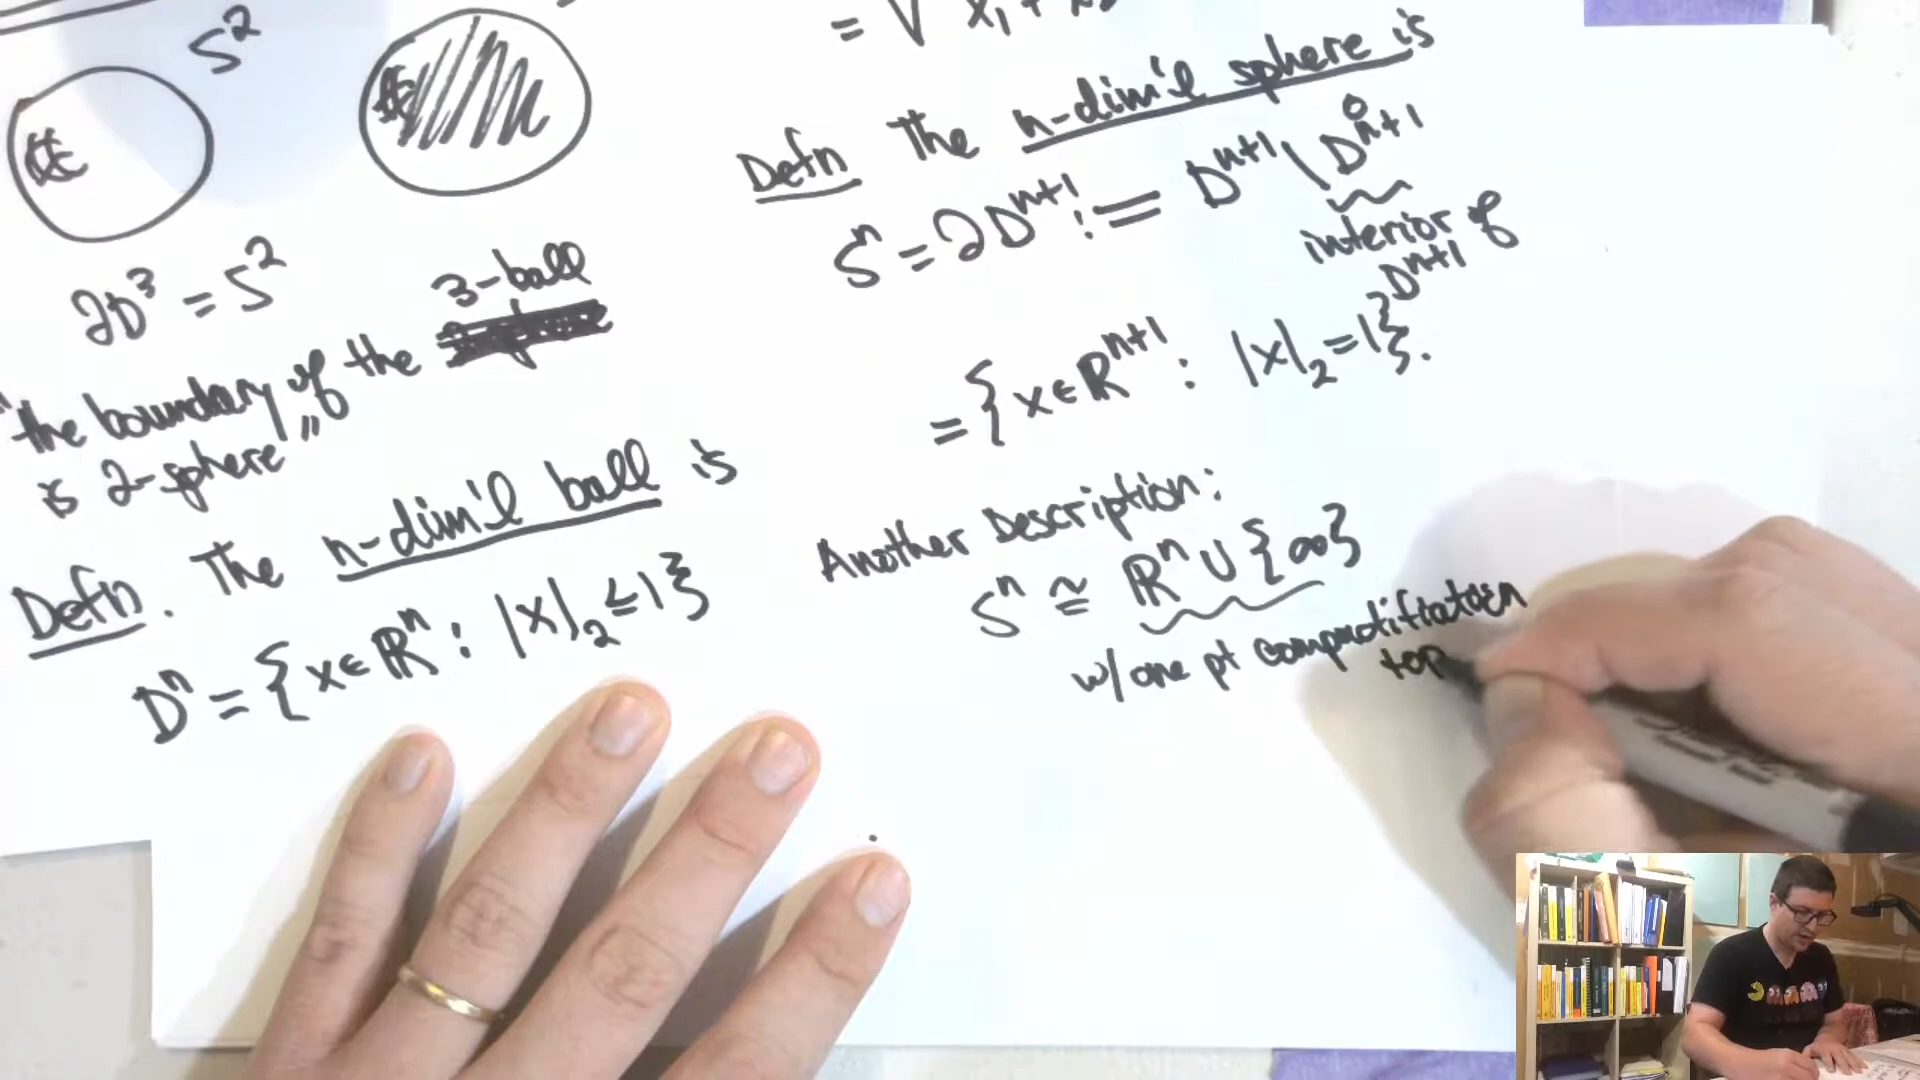 S²
∂D³ = S²
"the boundary of the 3-ball
is 2-sphere"
Defn. The n-dim'l ball is
Dⁿ = {x ∈ ℝⁿ : |x|₂ ≤ 1}
Defn The n-dim'l sphere is
Sⁿ = ∂Dⁿ⁺¹ := Dⁿ⁺¹ \ D̊ⁿ⁺¹
interior of
Dⁿ⁺¹
= {x ∈ ℝⁿ⁺¹ : |x|₂ = 1}.
Another Description:
Sⁿ ≅ ℝⁿ ∪ {∞}
w/ one pt
top